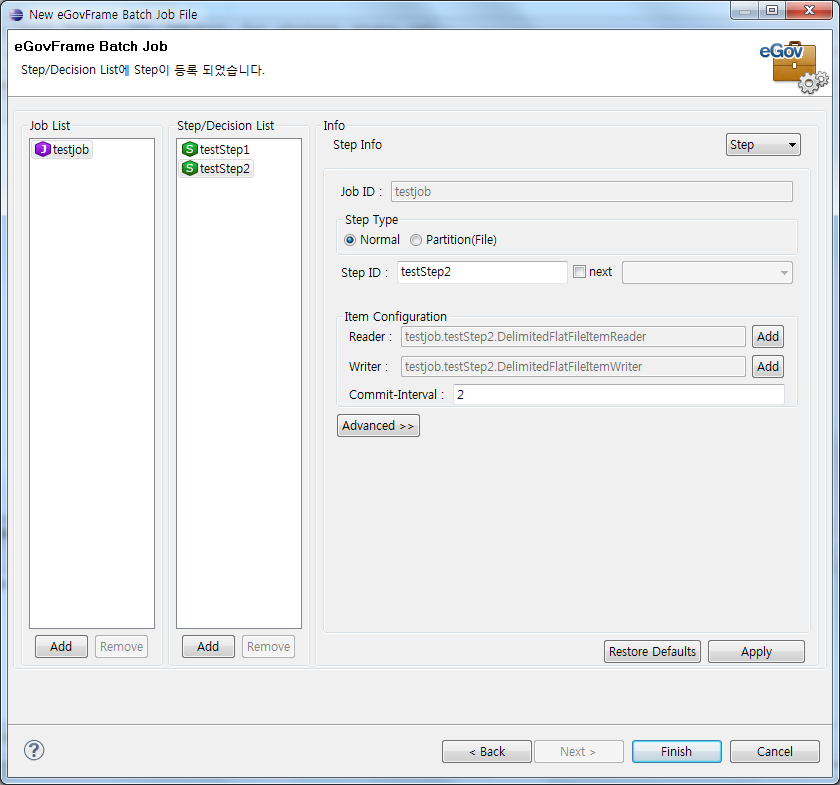 New eGovFrame Batch Job File
eGovFrame Batch Job
Step/Decision List에 Step이 등록 되었습니다.
eGov
Job List
J testjob
Add
Remove
Step/Decision List
S testStep1
S testStep2
Add
Remove
Info
Step Info
Step
Job ID : testjob
Step Type
Normal Partition(File)
Step ID : testStep2 next
Item Configuration
Reader : testjob.testStep2.DelimitedFlatFileItemReader Add
Writer : testjob.testStep2.DelimitedFlatFileItemWriter Add
Commit-Interval : 2
Advanced >>
Restore Defaults Apply
? < Back Next > Finish Cancel